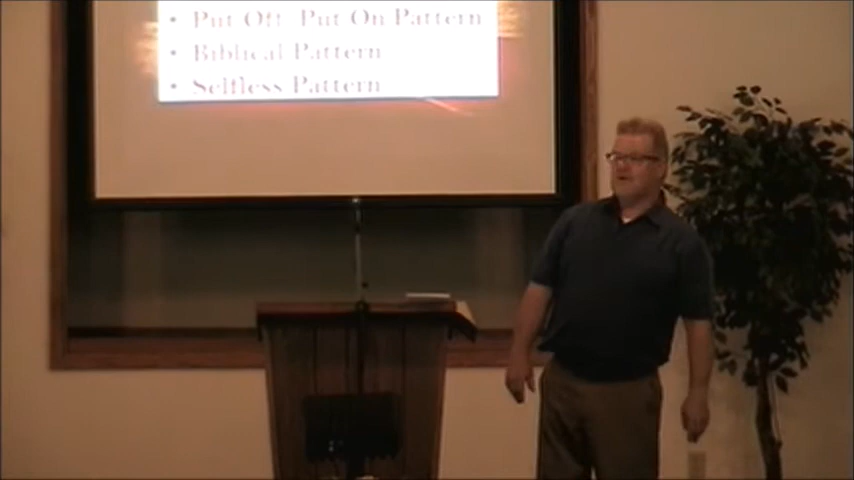 • Put Off Put On Pattern
• Biblical Pattern
• Selfless Pattern